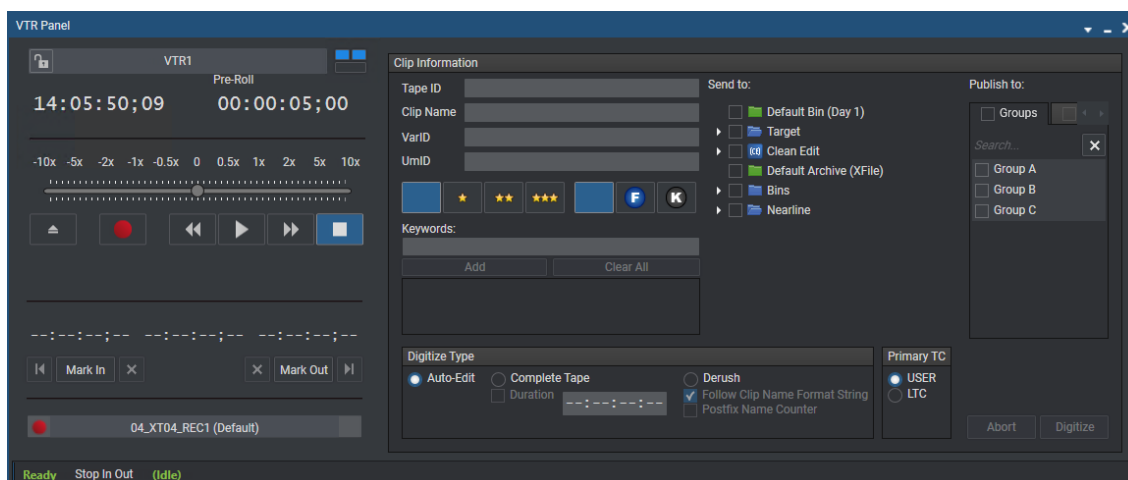 VTR Panel
VTR1
Pre-Roll
14:05:50;09 00:00:05;00
-10x -5x -2x -1x -0.5x 0 0.5x 1x 2x 5x 10x
--:--:--;-- --:--:--;-- --:--:--;--
Mark In Mark Out
04_XT04_REC1 (Default)
Clip Information
Tape ID
Clip Name
VarID
UmID
F K
Keywords:
Add Clear All
Send to:
Default Bin (Day 1)
Target
Clean Edit
Default Archive (XFile)
Bins
Nearline
Publish to:
Groups
Search...
Group A
Group B
Group C
Digitize Type
Auto-Edit Complete Tape Derush
Duration --:--:--:-- Follow Clip Name Format String
Postfix Name Counter
Primary TC
USER
LTC
Abort Digitize
Ready Stop In Out (Idle)